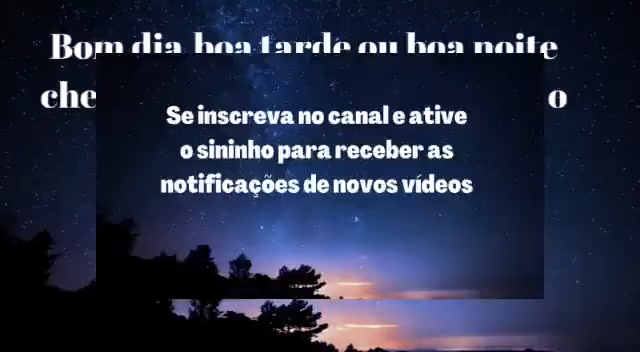 Bom dia boa tarde ou boa noite
Se inscreva no canal e ative
o sininho para receber as
notificações de novos vídeos